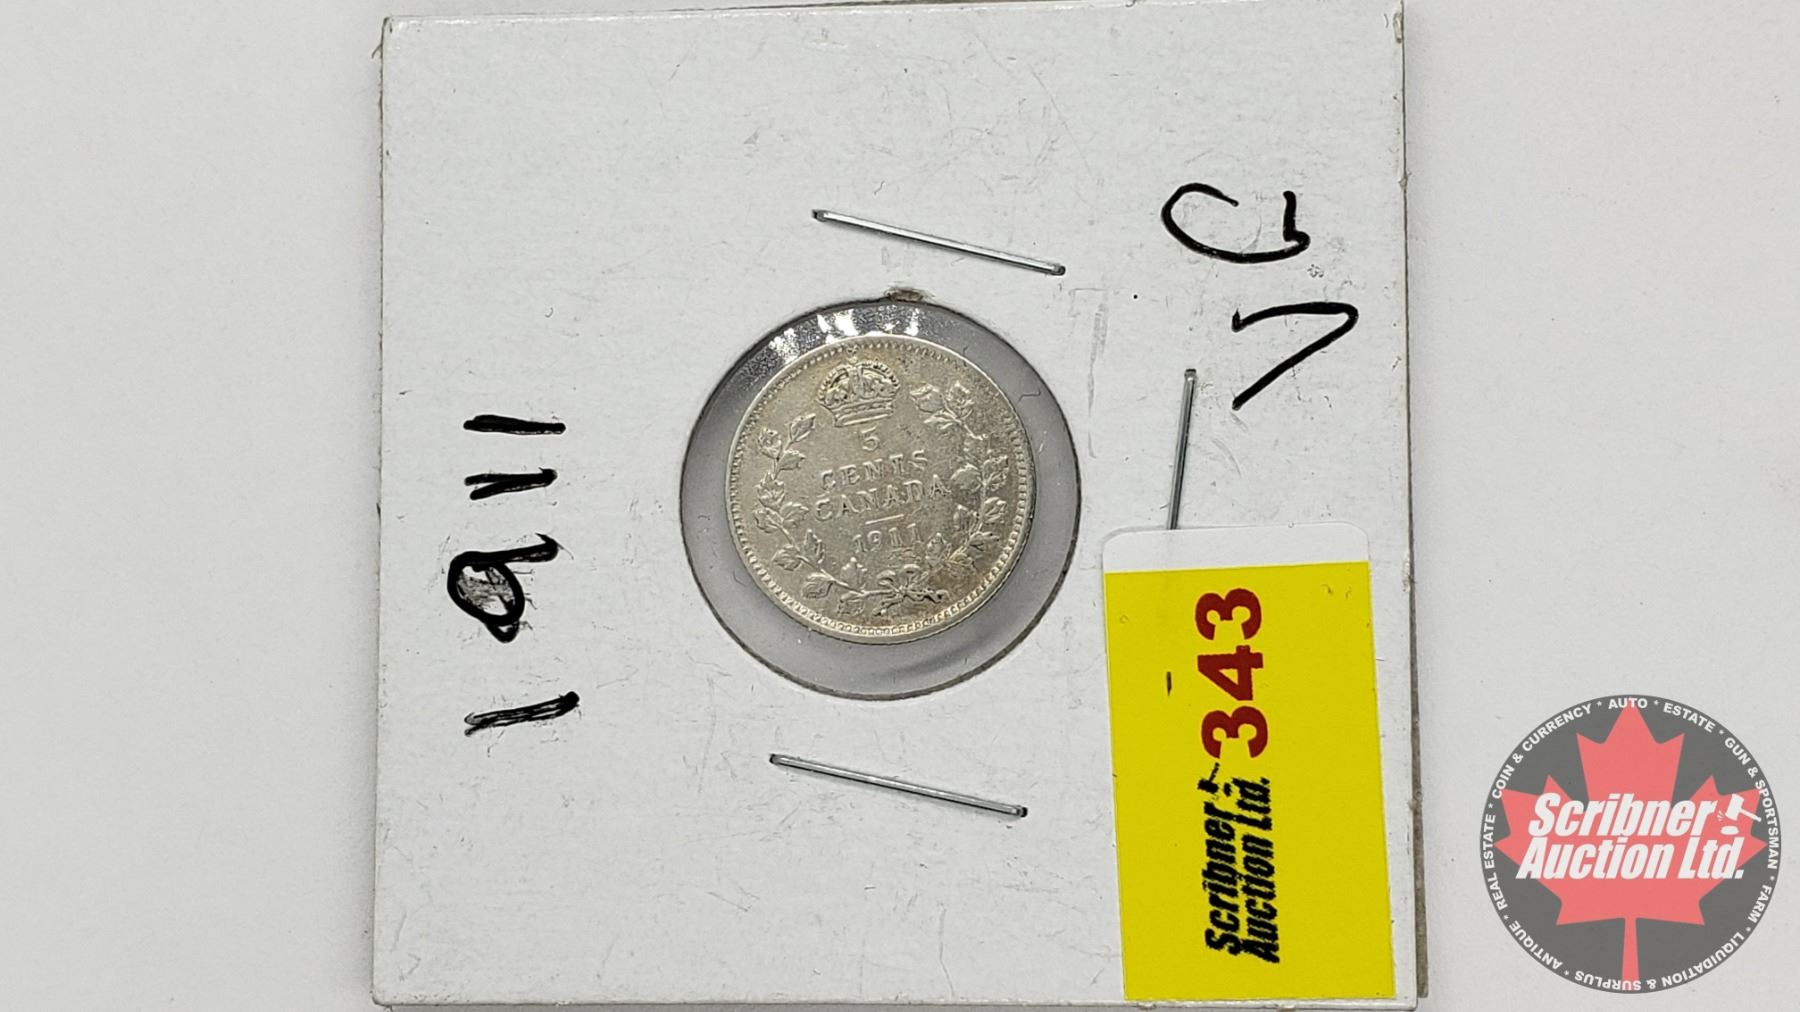 1911
VG
5
CENTS
CANADA
1911
343
Scribner
Auction Ltd.
REAL ESTATE * COIN & CURRENCY * AUTO * ESTATE * GUN & SPORTSMAN * FARM * LIQUIDATION & SURPLUS * ANTIQUE *
Scribner
Auction Ltd.